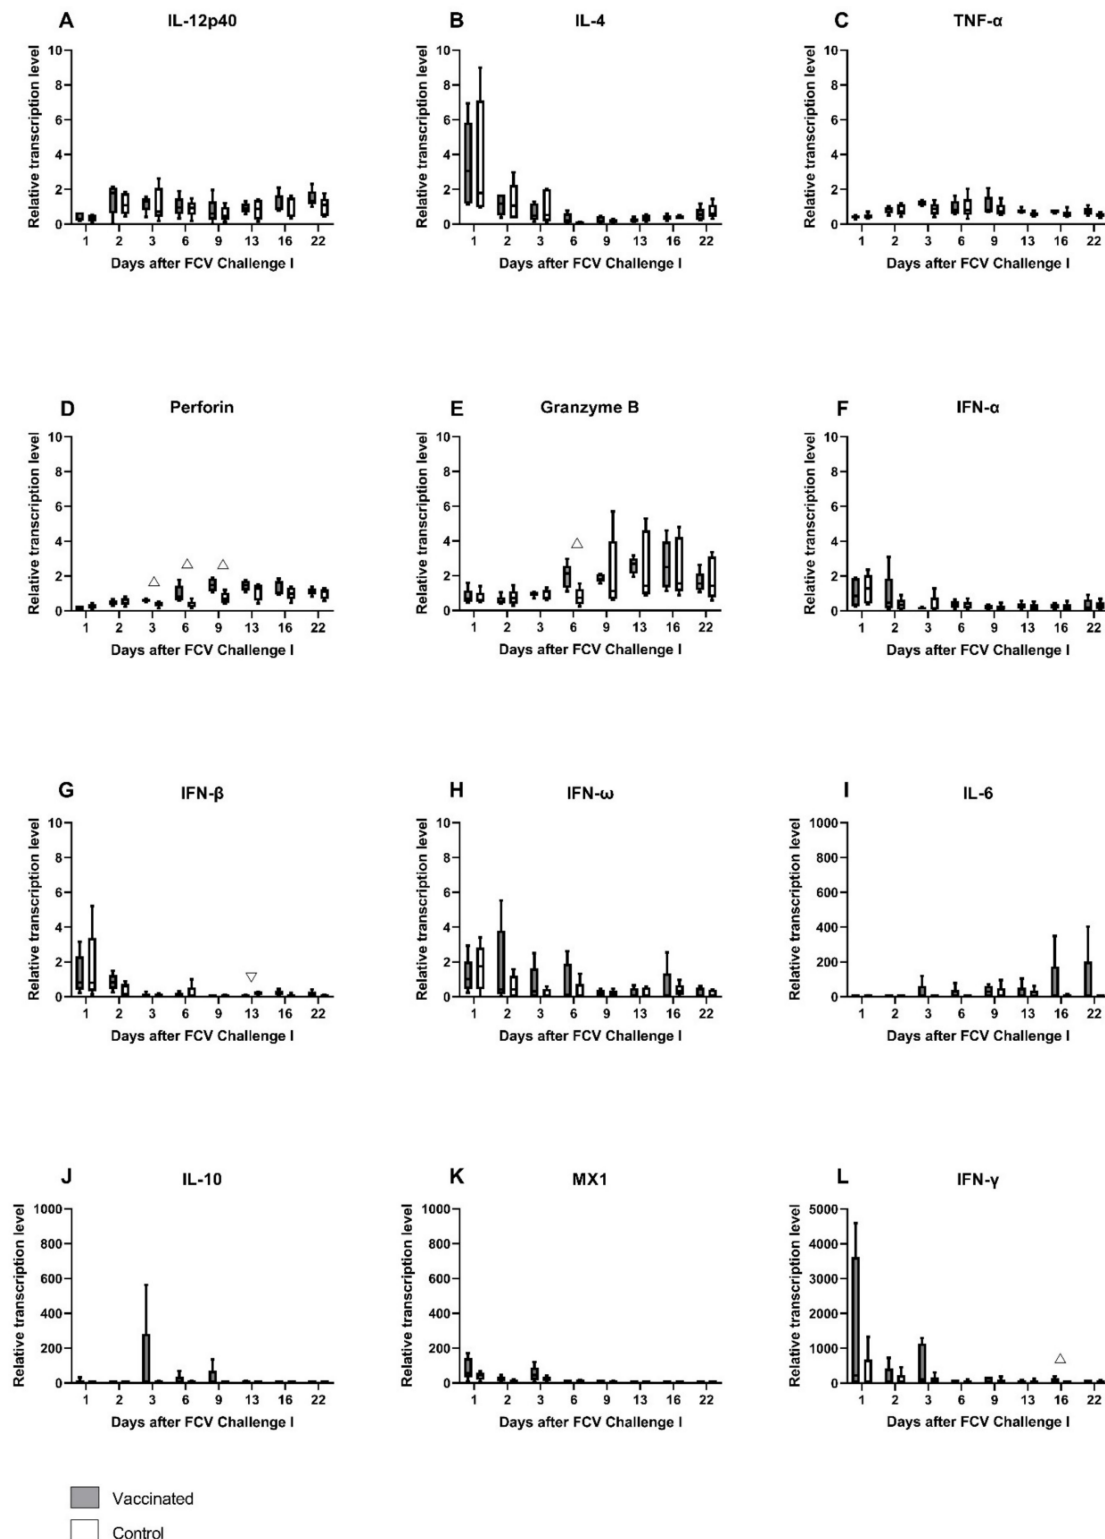 A IL-12p40
Relative transcription level
10
8
6
4
2
0
1 2 3 6 9 13 16 22
Days after FCV Challenge I
B IL-4
Relative transcription level
10
8
6
4
2
0
1 2 3 6 9 13 16 22
Days after FCV Challenge I
C TNF-α
Relative transcription level
10
8
6
4
2
0
1 2 3 6 9 13 16 22
Days after FCV Challenge I
D Perforin
Relative transcription level
10
8
6
4
2
0
1 2 3 6 9 13 16 22
Days after FCV Challenge I
E Granzyme B
Relative transcription level
10
8
6
4
2
0
1 2 3 6 9 13 16 22
Days after FCV Challenge I
F IFN-α
Relative transcription level
10
8
6
4
2
0
1 2 3 6 9 13 16 22
Days after FCV Challenge I
G IFN-β
Relative transcription level
10
8
6
4
2
0
1 2 3 6 9 13 16 22
Days after FCV Challenge I
H IFN-ω
Relative transcription level
10
8
6
4
2
0
1 2 3 6 9 13 16 22
Days after FCV Challenge I
I IL-6
Relative transcription level
1000
800
600
400
200
0
1 2 3 6 9 13 16 22
Days after FCV Challenge I
J IL-10
Relative transcription level
1000
800
600
400
200
0
1 2 3 6 9 13 16 22
Days after FCV Challenge I
K MX1
Relative transcription level
1000
800
600
400
200
0
1 2 3 6 9 13 16 22
Days after FCV Challenge I
L IFN-γ
Relative transcription level
5000
4000
3000
2000
1000
0
1 2 3 6 9 13 16 22
Days after FCV Challenge I
Vaccinated
Control